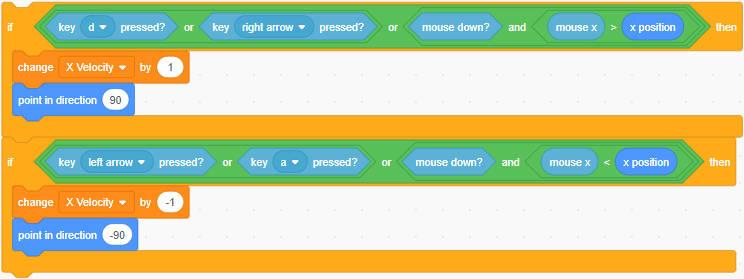 if key d pressed? or key right arrow pressed? or mouse down? and mouse x > x position then
change X Velocity by 1
point in direction 90
if key left arrow pressed? or key a pressed? or mouse down? and mouse x < x position then
change X Velocity by -1
point in direction -90